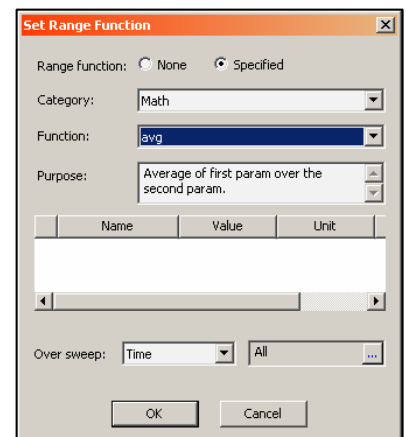 Set Range Function
Range function: None Specified
Category: Math
Function: avg
Purpose: Average of first param over the
second param.
Name Value Unit
Over sweep: Time All ...
OK Cancel